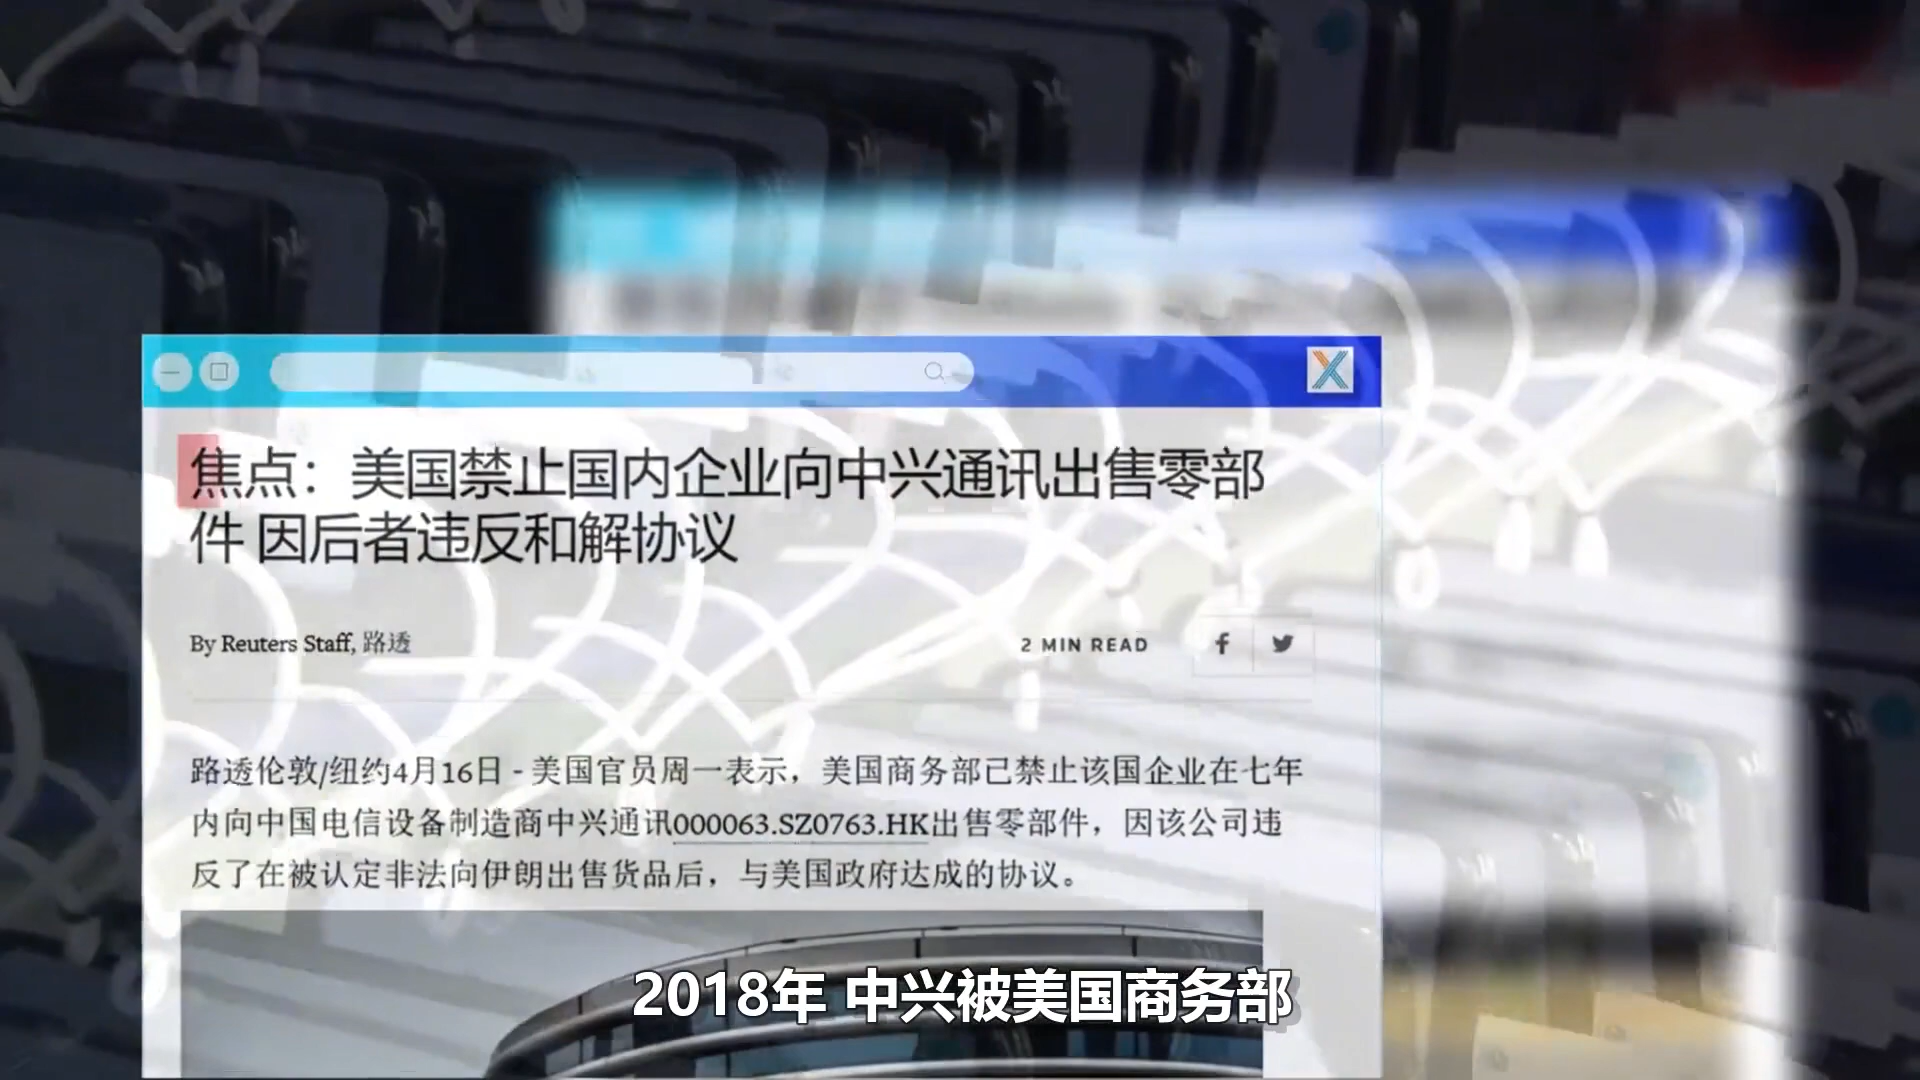 焦点：美国禁止国内企业向中兴通讯出售零部
件 因后者违反和解协议
By Reuters Staff, 路透
2 MIN READ
路透伦敦/纽约4月16日 - 美国官员周一表示，美国商务部已禁止该国企业在七年
内向中国电信设备制造商中兴通讯000063.SZ0763.HK出售零部件，因该公司违
反了在被认定非法向伊朗出售货品后，与美国政府达成的协议。
2018年 中兴被美国商务部